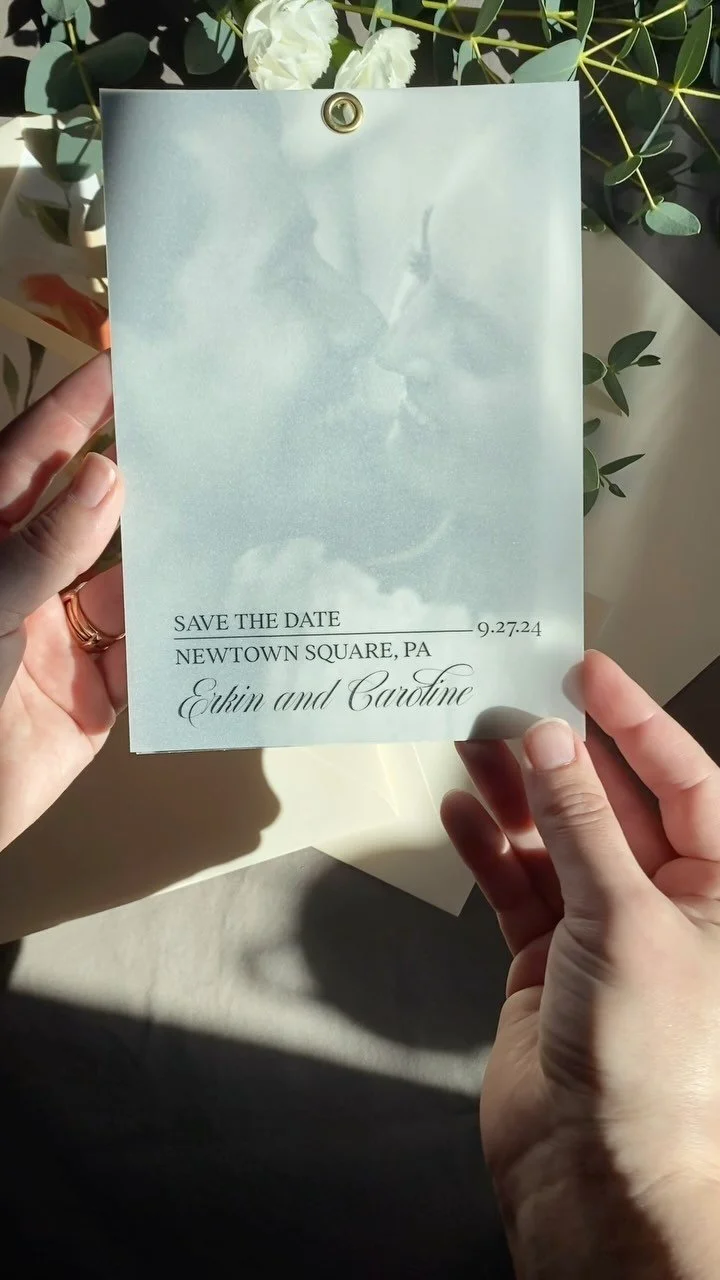 SAVE THE DATE
9.27.24
NEWTOWN SQUARE, PA
Erkin and Caroline